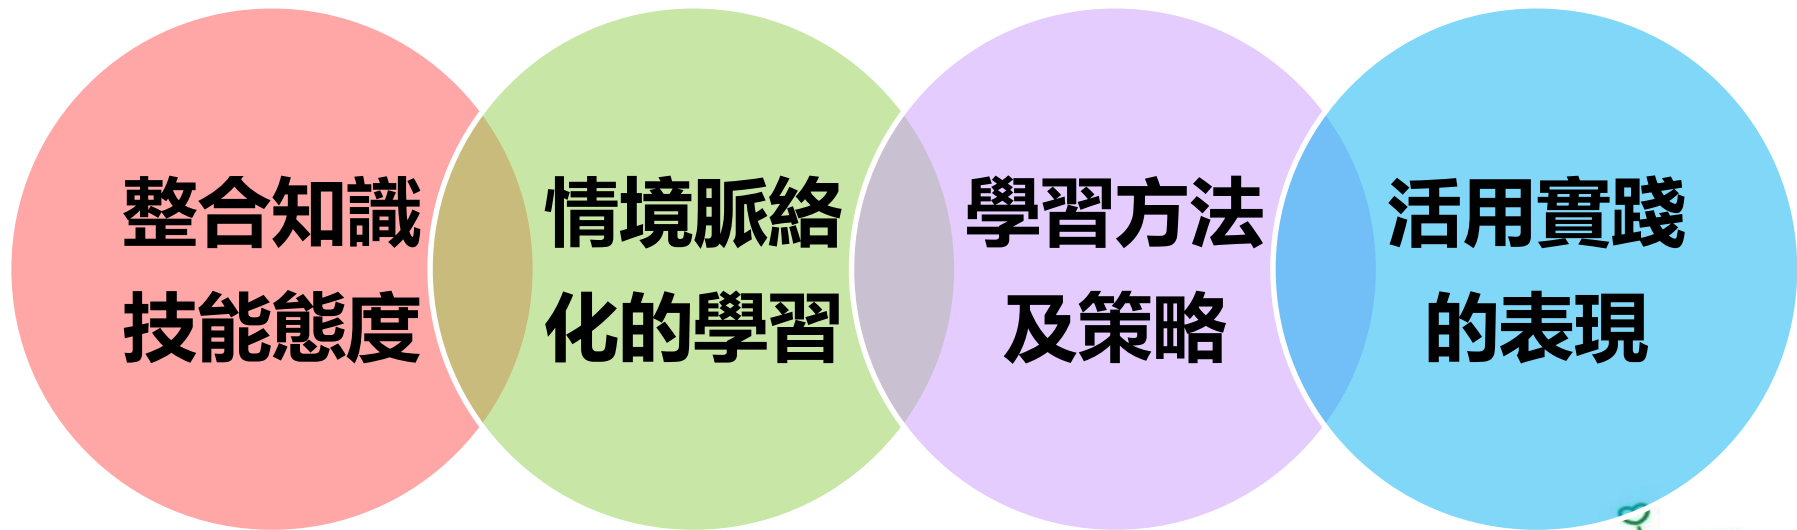 整合知識
技能態度
情境脈絡
化的學習
學習方法
及策略
活用實踐
的表現